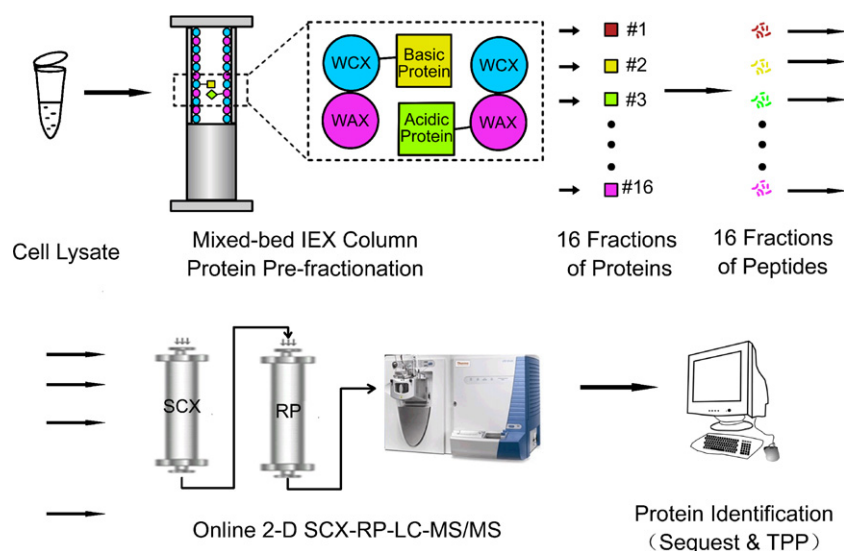 WCX
Basic
Protein
WCX
WAX
Acidic
Protein
WAX
#1
#2
#3
#16
Cell Lysate
Mixed-bed IEX Column
Protein Pre-fractionation
16 Fractions
of Proteins
16 Fractions
of Peptides
SCX
RP
Online 2-D SCX-RP-LC-MS/MS
Protein Identification
（Sequest & TPP）